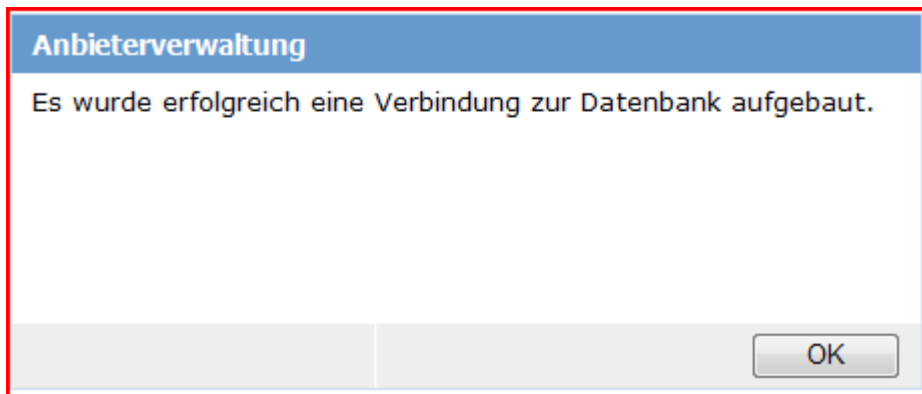 Anbieterverwaltung
Es wurde erfolgreich eine Verbindung zur Datenbank aufgebaut.
OK